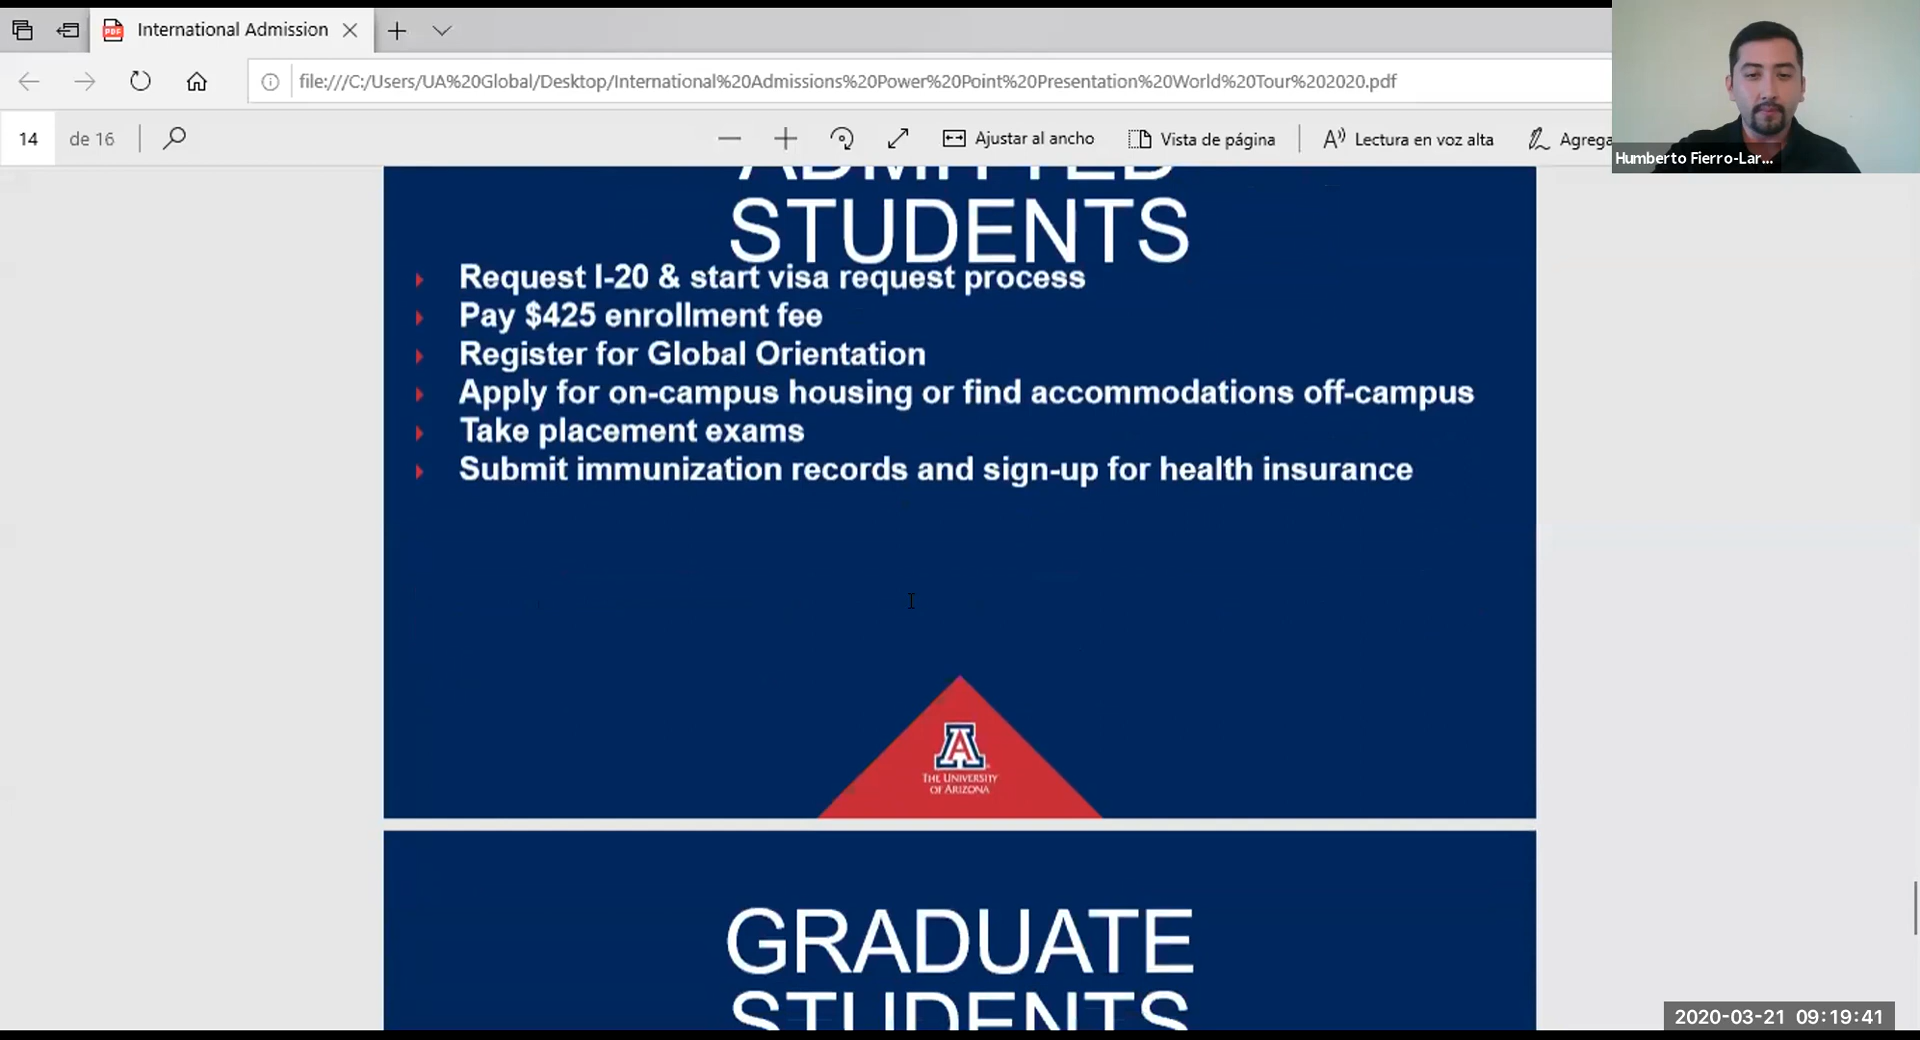 International Admission
file:///C:/Users/UA%20Global/Desktop/International%20Admissions%20Power%20Point%20Presentation%20World%20Tour%202020.pdf
14 de 16
Ajustar al ancho
Vista de página
Lectura en voz alta
Agrega
Humberto Fierro-Lar...
ADMITTED
STUDENTS
Request I-20 & start visa request process
Pay $425 enrollment fee
Register for Global Orientation
Apply for on-campus housing or find accommodations off-campus
Take placement exams
Submit immunization records and sign-up for health insurance
A
THE UNIVERSITY
OF ARIZONA
GRADUATE
STUDENTS
2020-03-21 09:19:41